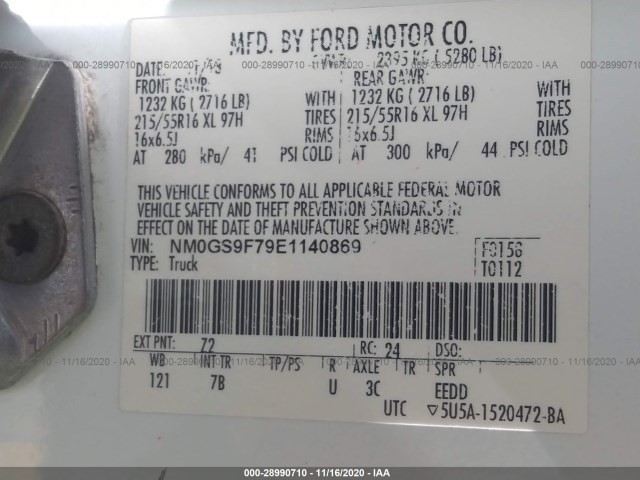 MFD. BY FORD MOTOR CO.
DATE: GVWR: 2395 KG ( 5280 LB)
FRONT GAWR: REAR GAWR:
1232 KG ( 2716 LB) WITH 1232 KG ( 2716 LB) WITH
215/55R16 XL 97H TIRES 215/55R16 XL 97H TIRES
16x6.5J RIMS 16x6.5J RIMS
AT 280 kPa/ 41 PSI COLD AT 300 kPa/ 44 PSI COLD
THIS VEHICLE CONFORMS TO ALL APPLICABLE FEDERAL MOTOR
VEHICLE SAFETY AND THEFT PREVENTION STANDARDS IN
EFFECT ON THE DATE OF MANUFACTURE SHOWN ABOVE.
VIN: NM0GS9F79E1140869 F0158
TYPE: Truck T0112
EXT PNT: Z2 RC: 24 DSO:
WB INT TR TP/PS R AXLE TR SPR
121 7B U 3C EEDD
UTC ▽5U5A-1520472-BA
000-28990710 - 11/16/2020 - IAA